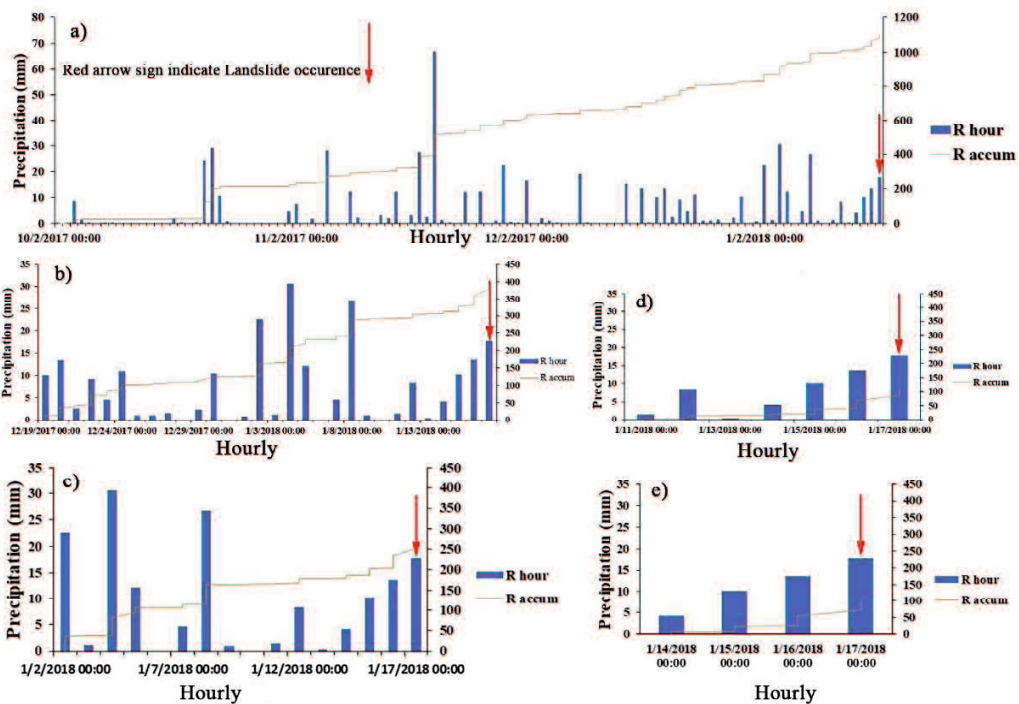 a)
Red arrow sign indicate Landslide occurence
Precipitation (mm)
80
70
60
50
40
30
20
10
0
1200
1000
800
600
400
200
0
10/2/2017 00:00 11/2/2017 00:00 12/2/2017 00:00 1/2/2018 00:00
Hourly
R hour
R accum
b)
Precipitation (mm)
35
30
25
20
15
10
5
0
450
400
350
300
250
200
150
100
50
0
12/19/2017 00:00 12/24/2017 00:00 12/29/2017 00:00 1/3/2018 00:00 1/8/2018 00:00 1/13/2018 00:00
Hourly
R hour
R accum
d)
Precipitation (mm)
35
30
25
20
15
10
5
0
450
400
350
300
250
200
150
100
50
0
1/11/2018 00:00 1/13/2018 00:00 1/15/2018 00:00 1/17/2018 00:00
Hourly
R hour
R accum
c)
Precipitation (mm)
35
30
25
20
15
10
5
0
450
400
350
300
250
200
150
100
50
0
1/2/2018 00:00 1/7/2018 00:00 1/12/2018 00:00 1/17/2018 00:00
Hourly
R hour
R accum
e)
Precipitation (mm)
35
30
25
20
15
10
5
0
450
400
350
300
250
200
150
100
50
0
1/14/2018 1/15/2018 1/16/2018 1/17/2018
00:00 00:00 00:00 00:00
Hourly
R hour
R accum